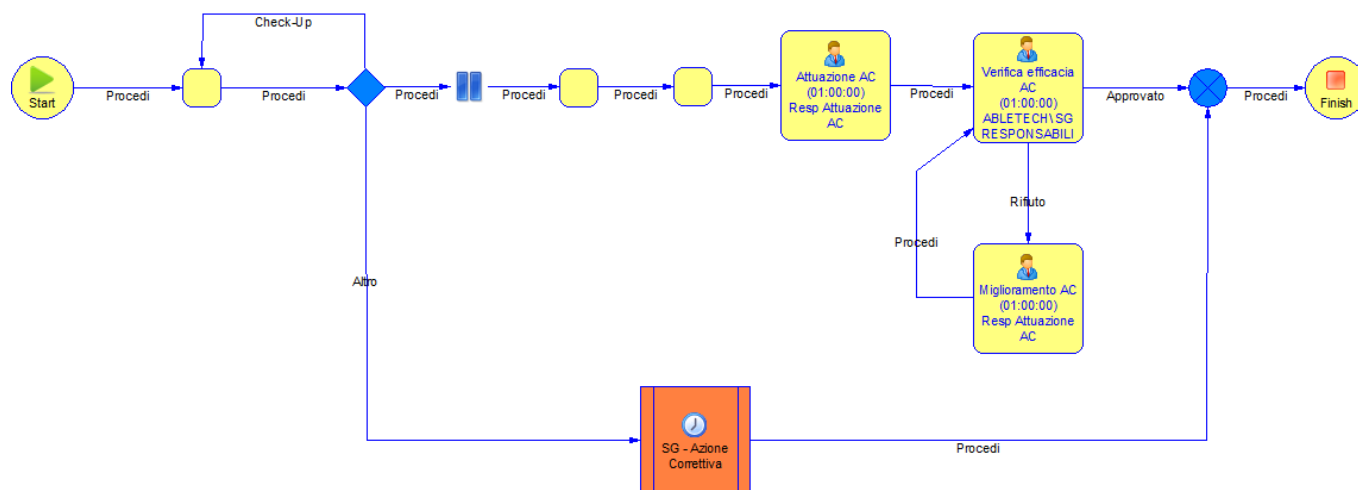 Check-Up
Start
Procedi
Procedi
Procedi
Procedi
Procedi
Procedi
Attuazione AC
(01:00:00)
Resp Attuazione
AC
Procedi
Verifica efficacia
AC
(01:00:00)
ABLETECH\SG
RESPONSABILI
Approvato
Procedi
Finish
Rifiuto
Procedi
Miglioramento AC
(01:00:00)
Resp Attuazione
AC
Altro
SG - Azione
Correttiva
Procedi